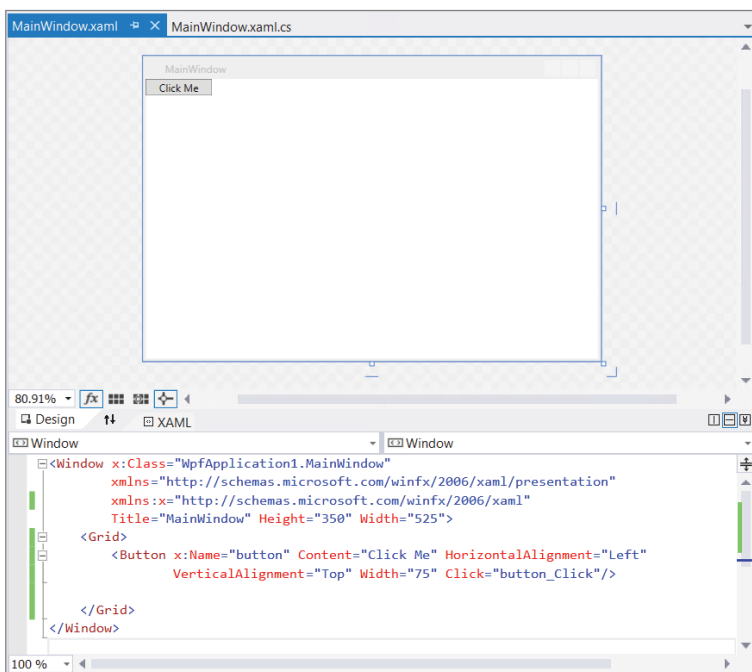 MainWindow.xaml MainWindow.xaml.cs
MainWindow
Click Me
80.91% fx
Design XAML
Window Window
<Window x:Class="WpfApplication1.MainWindow"
xmlns="http://schemas.microsoft.com/winfx/2006/xaml/presentation"
xmlns:x="http://schemas.microsoft.com/winfx/2006/xaml"
Title="MainWindow" Height="350" Width="525">
<Grid>
<Button x:Name="button" Content="Click Me" HorizontalAlignment="Left"
VerticalAlignment="Top" Width="75" Click="button_Click"/>
</Grid>
</Window>
100 %